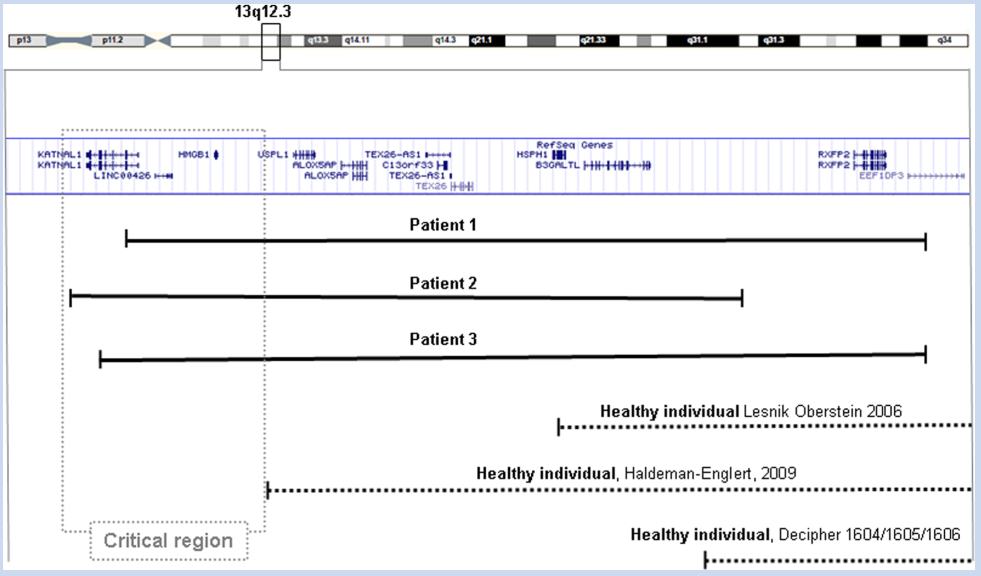 13q12.3
p13 p11.2 q13.3 q14.11 q14.3 q21.1 q21.33 q31.1 q31.3 q34
RefSeq Genes
KATNAL1 HMGB1 USPL1 TEX26-AS1 HSPH1 RXFP2
KATNAL1 ALOX5AP C13orf33 B3GALTL RXFP2
LINC00426 ALOX5AP TEX26-AS1 EEF1DP3
TEX26
Patient 1
Patient 2
Patient 3
Healthy individual Lesnik Oberstein 2006
Healthy individual, Haldeman-Englert, 2009
Healthy individual, Decipher 1604/1605/1606
Critical region